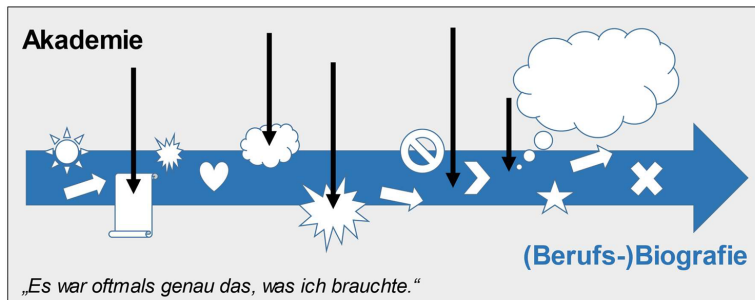 Akademie
(Berufs-)Biografie
„Es war oftmals genau das, was ich brauchte.“